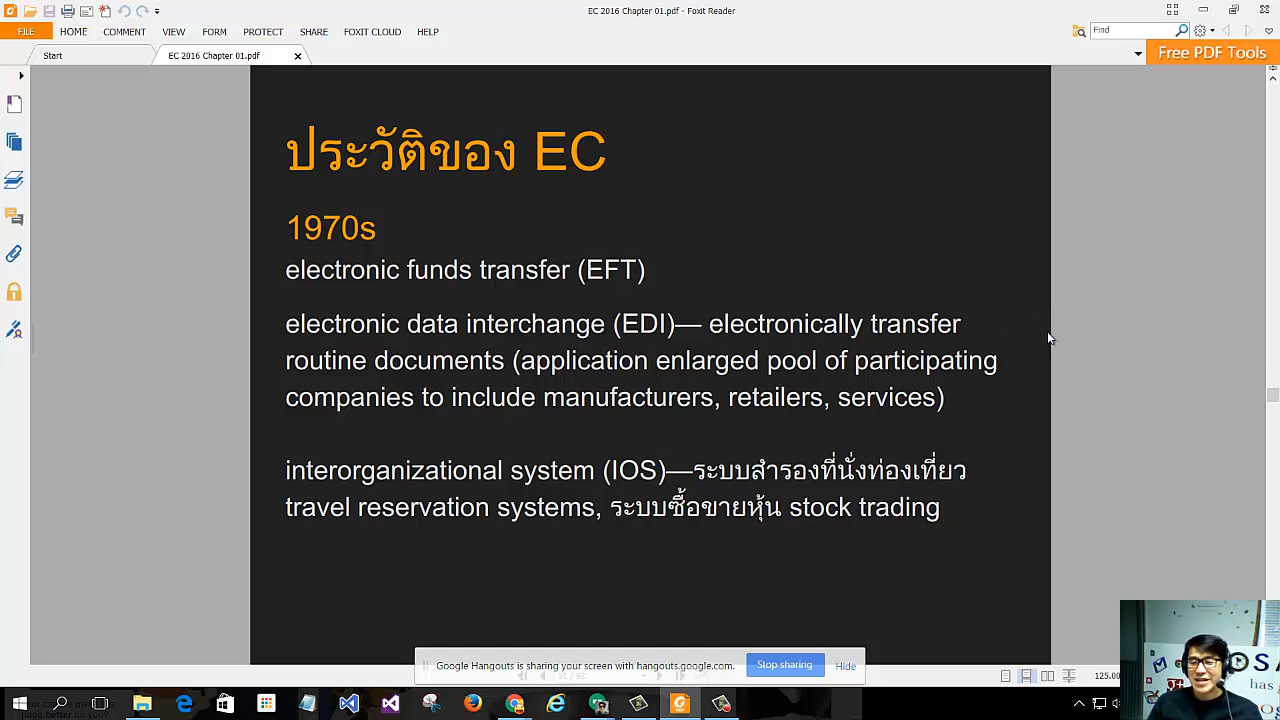 EC 2016 Chapter 01.pdf - Foxit Reader
FILE HOME COMMENT VIEW FORM PROTECT SHARE FOXIT CLOUD HELP
Find
Start EC 2016 Chapter 01.pdf
Free PDF Tools
ประวัติของ EC
1970s
electronic funds transfer (EFT)
electronic data interchange (EDI)— electronically transfer
routine documents (application enlarged pool of participating
companies to include manufacturers, retailers, services)
interorganizational system (IOS)—ระบบสำรองที่นั่งท่องเที่ยว
travel reservation systems, ระบบซื้อขายหุ้น stock trading
Google Hangouts is sharing your screen with hangouts.google.com. Stop sharing Hide
125.00